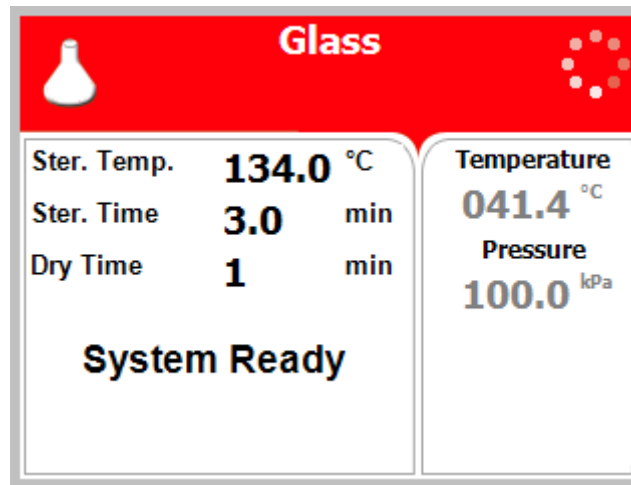 Glass
Ster. Temp. 134.0 °C
Ster. Time 3.0 min
Dry Time 1 min
System Ready
Temperature
041.4 °C
Pressure
100.0 kPa